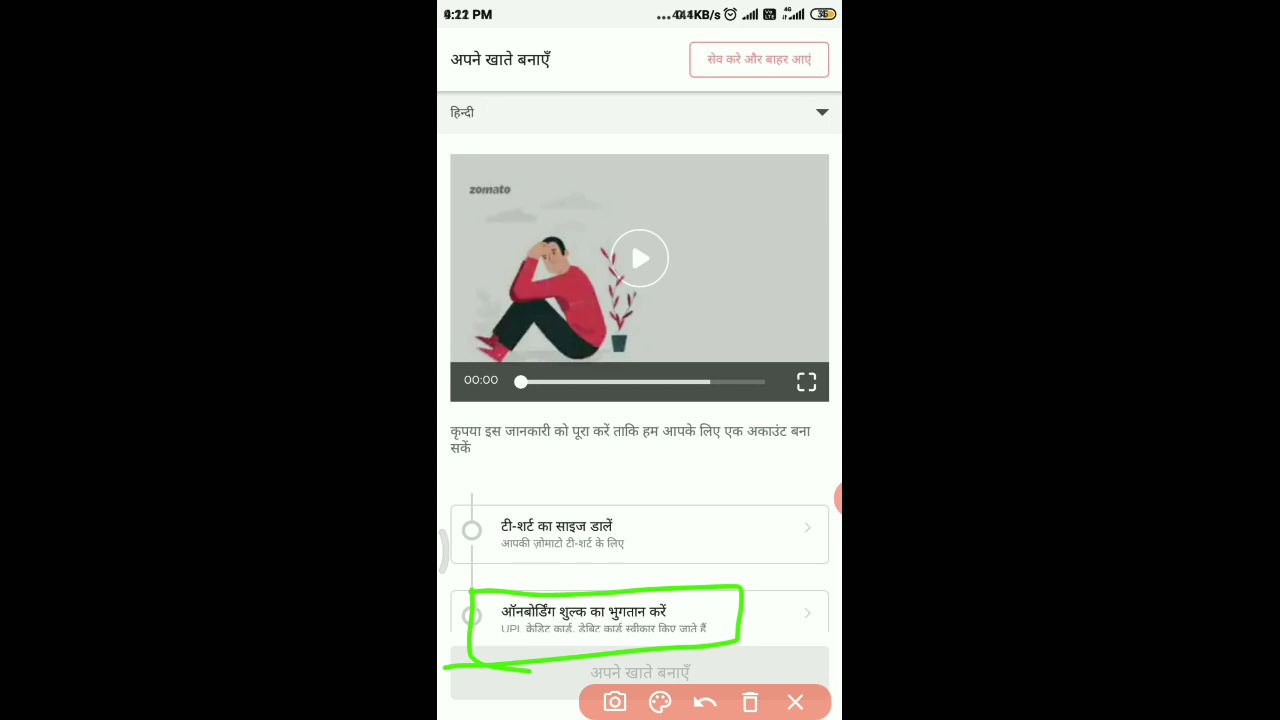 9:22 PM
अपने खाते बनाएँ
सेव करे और बाहर आएं
हिन्दी
zomato
00:00
कृपया इस जानकारी को पूरा करें ताकि हम आपके लिए एक अकाउंट बना
सकें
टी-शर्ट का साइज डालें
आपकी ज़ोमाटो टी-शर्ट के लिए
ऑनबोर्डिंग शुल्क का भुगतान करें
UPI, क्रेडिट कार्ड, डेबिट कार्ड स्वीकार किए जाते हैं
अपने खाते बनाएँ